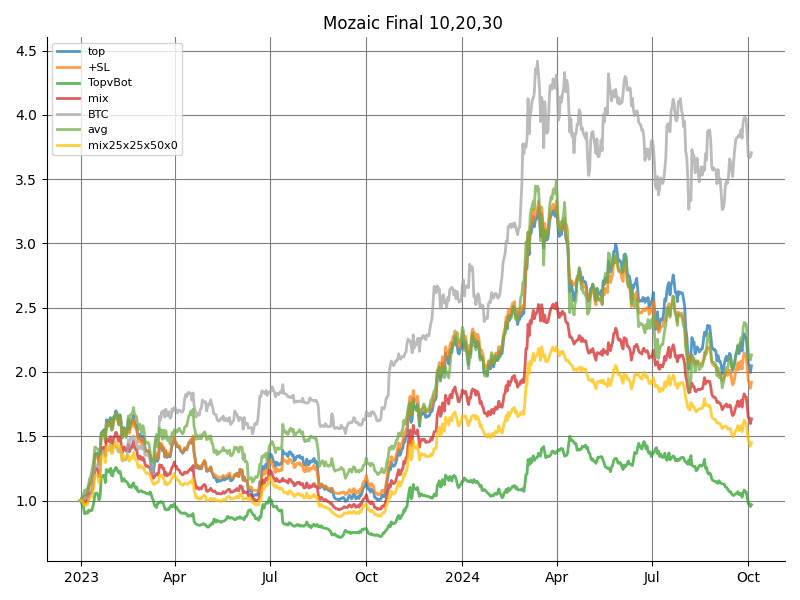 Mozaic Final 10,20,30
top
+SL
TopvBot
mix
BTC
avg
mix25x25x50x0
4.5
4.0
3.5
3.0
2.5
2.0
1.5
1.0
2023 Apr Jul Oct 2024 Apr Jul Oct